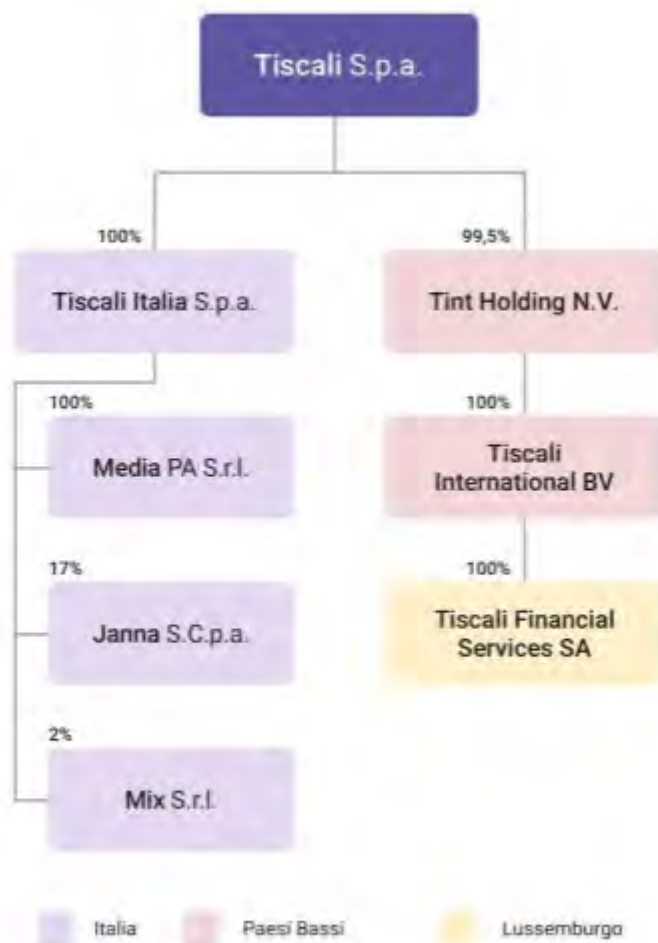 Tiscali S.p.a.
100%
99,5%
Tiscali Italia S.p.a.
Tint Holding N.V.
100%
100%
Media PA S.r.l.
Tiscali
International BV
17%
100%
Janna S.C.p.a.
Tiscali Financial
Services SA
2%
Mix S.r.l.
Italia
Paesi Bassi
Lussemburgo